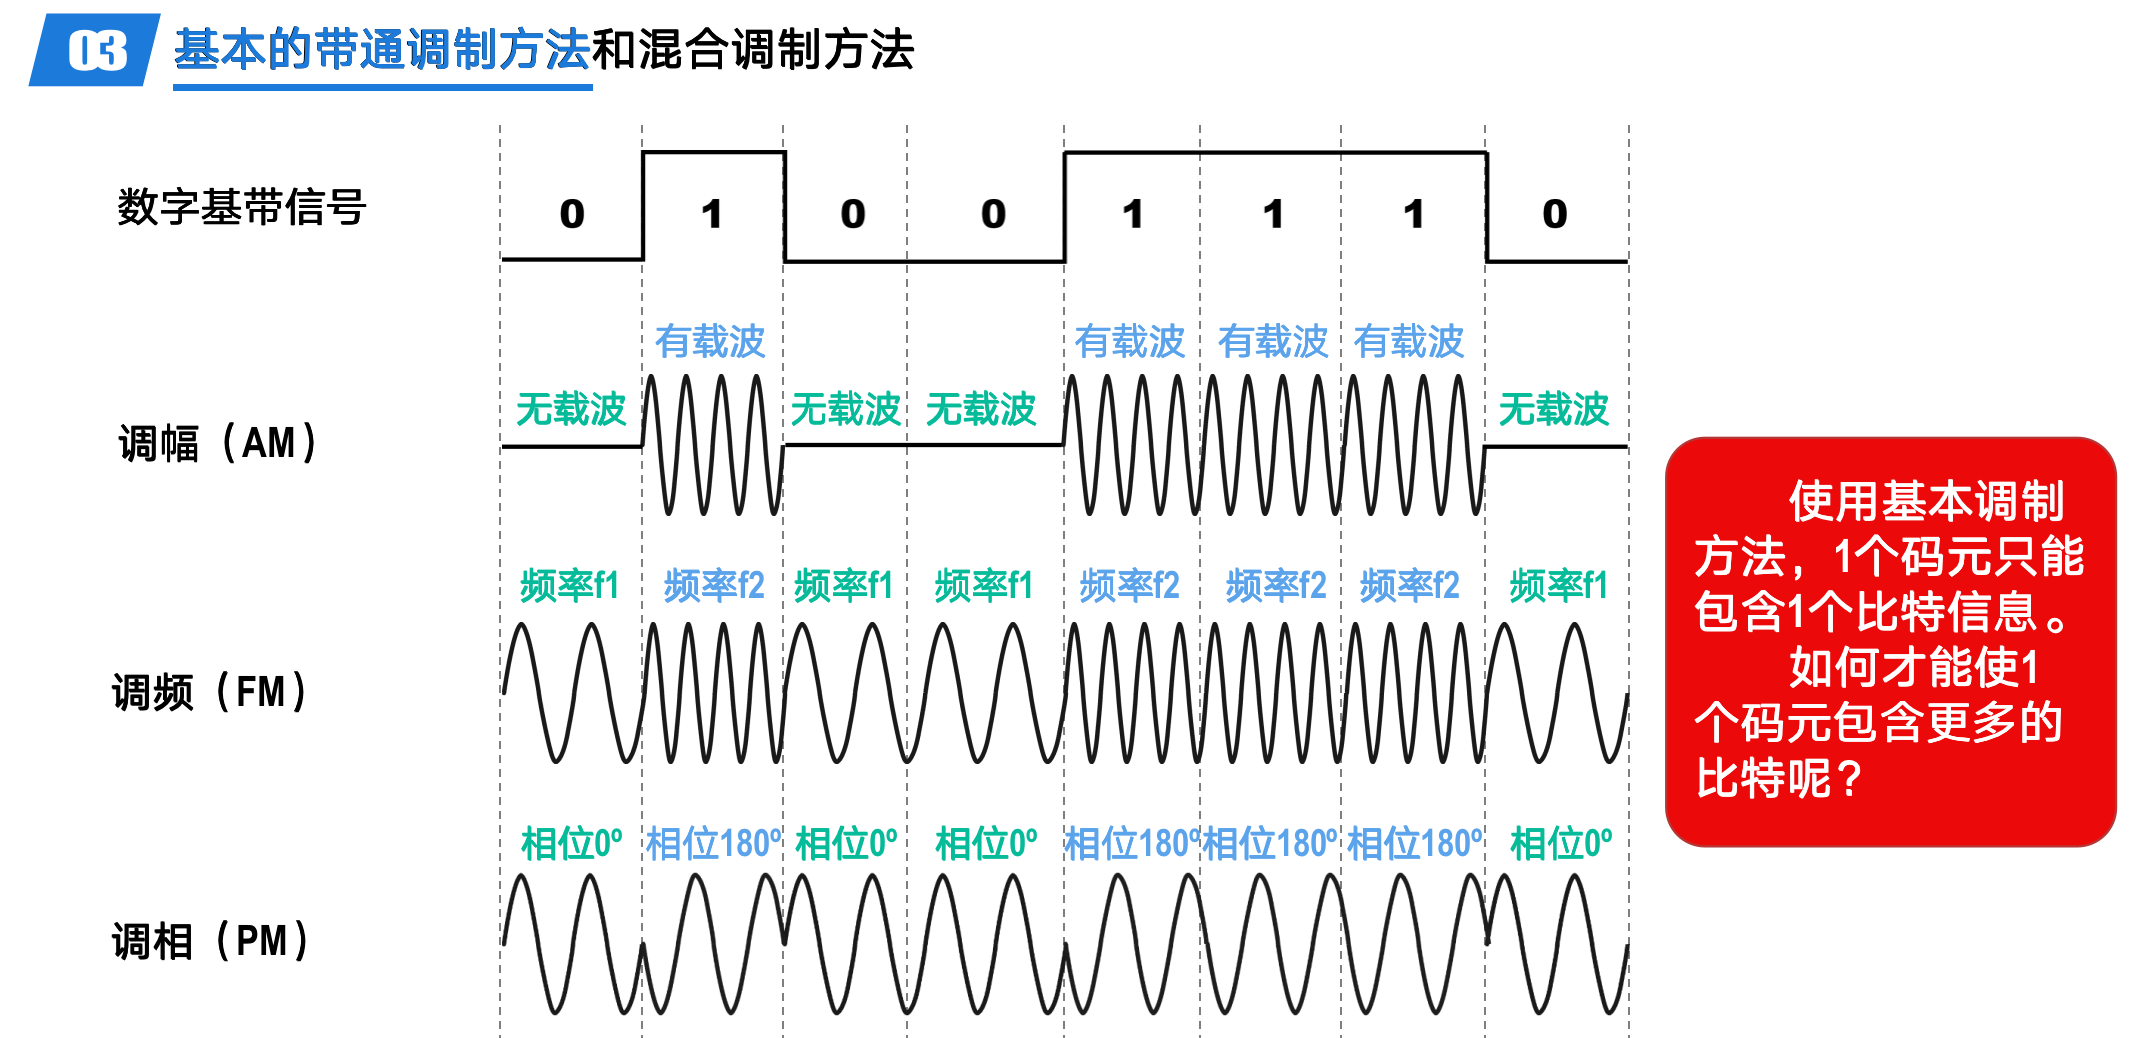 03 基本的带通调制方法和混合调制方法
数字基带信号 0 1 0 0 1 1 1 0
有载波 有载波 有载波 有载波
无载波 无载波 无载波 无载波
调幅（AM）
频率f1 频率f2 频率f1 频率f1 频率f2 频率f2 频率f2 频率f1
调频（FM）
相位0º 相位180º 相位0º 相位0º 相位180º 相位180º 相位180º 相位0º
调相（PM）
使用基本调制
方法，1个码元只能
包含1个比特信息。
如何才能使1
个码元包含更多的
比特呢？